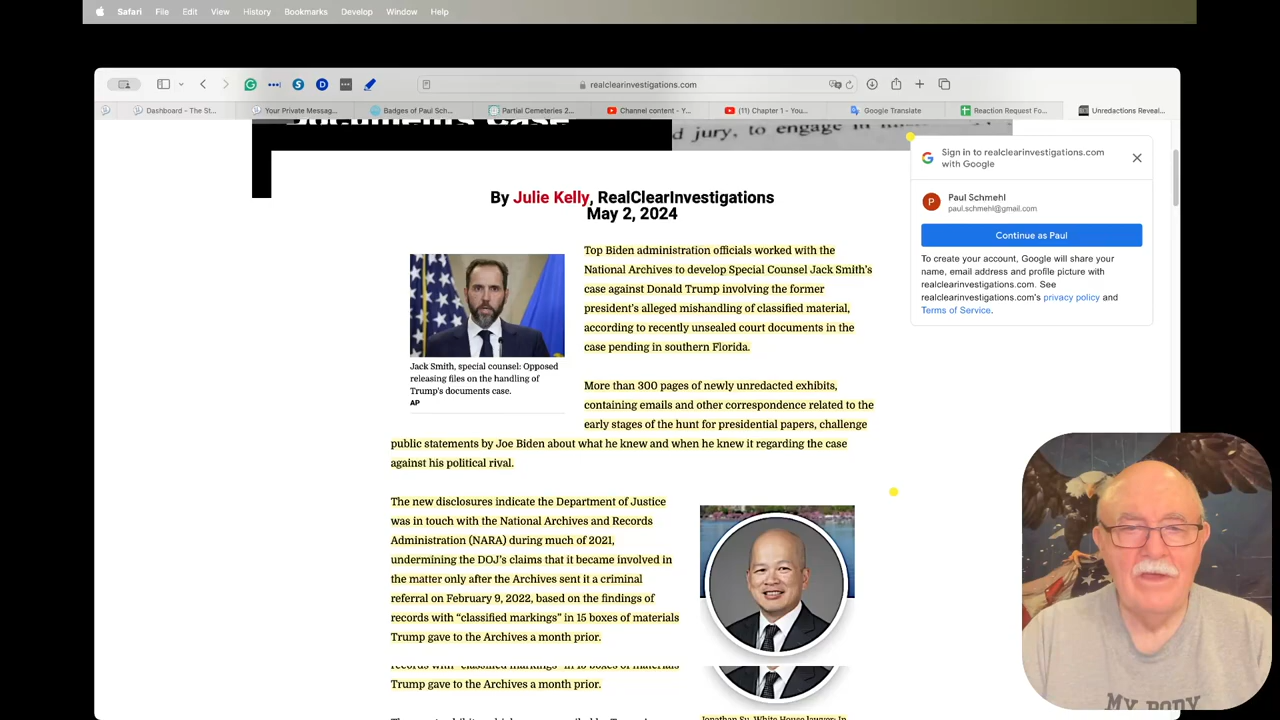 Safari File Edit View History Bookmarks Develop Window Help
realclearinvestigations.com
Dashboard - The St...
Your Private Messag...
Badges of Paul Sch...
Partial Cemeteries 2...
Channel content - Y...
(11) Chapter 1 - You...
Google Translate
Reaction Request Fo...
Unredactions Reveal...
Documents Case
d jury, to engage in
Sign in to realclearinvestigations.com
with Google
P
Paul Schmehl
paul.schmehl@gmail.com
Continue as Paul
To create your account, Google will share your
name, email address and profile picture with
realclearinvestigations.com. See
realclearinvestigations.com's privacy policy and
Terms of Service.
By Julie Kelly, RealClearInvestigations
May 2, 2024
Jack Smith, special counsel: Opposed
releasing files on the handling of
Trump's documents case.
AP
Top Biden administration officials worked with the
National Archives to develop Special Counsel Jack Smith's
case against Donald Trump involving the former
president's alleged mishandling of classified material,
according to recently unsealed court documents in the
case pending in southern Florida.
More than 300 pages of newly unredacted exhibits,
containing emails and other correspondence related to the
early stages of the hunt for presidential papers, challenge
public statements by Joe Biden about what he knew and when he knew it regarding the case
against his political rival.
The new disclosures indicate the Department of Justice
was in touch with the National Archives and Records
Administration (NARA) during much of 2021,
undermining the DOJ's claims that it became involved in
the matter only after the Archives sent it a criminal
referral on February 9, 2022, based on the findings of
records with “classified markings” in 15 boxes of materials
Trump gave to the Archives a month prior.
records with “classified markings” in 15 boxes of materials
Trump gave to the Archives a month prior.
Jonathan Su, White House lawyer: In
MY BODY